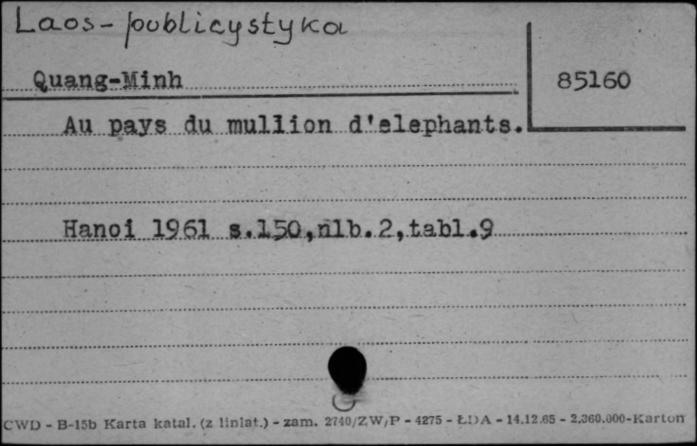 Laos - publicystyka
Quang-Minh
85160
Au pays du mullion d'elephants.
Hanoi 1961 s.150,nlb.2,tabl.9
CWD - B-15b Karta katal. (z liniat.) - zam. 2740/ZW/P - 4275 - ŁDA - 14.12.65 - 2.360.000-Karton